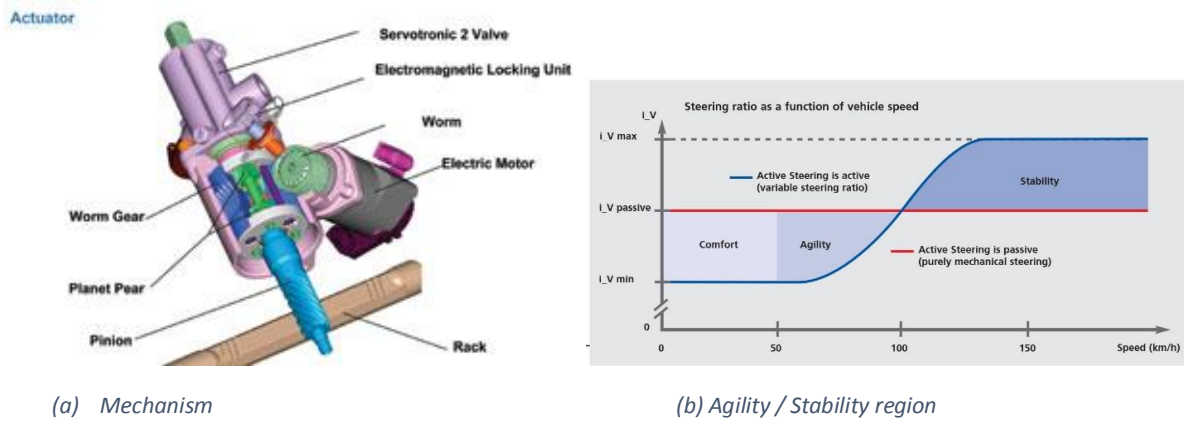 Actuator
Servotronic 2 Valve
Electromagnetic Locking Unit
Worm
Electric Motor
Worm Gear
Planet Pear
Pinion
Rack
(a) Mechanism
Steering ratio as a function of vehicle speed
i_V
i_V max
Active Steering is active
(variable steering ratio)
Stability
i_V passive
Comfort
Agility
Active Steering is passive
(purely mechanical steering)
i_V min
0
0
50
100
150
Speed (km/h)
(b) Agility / Stability region